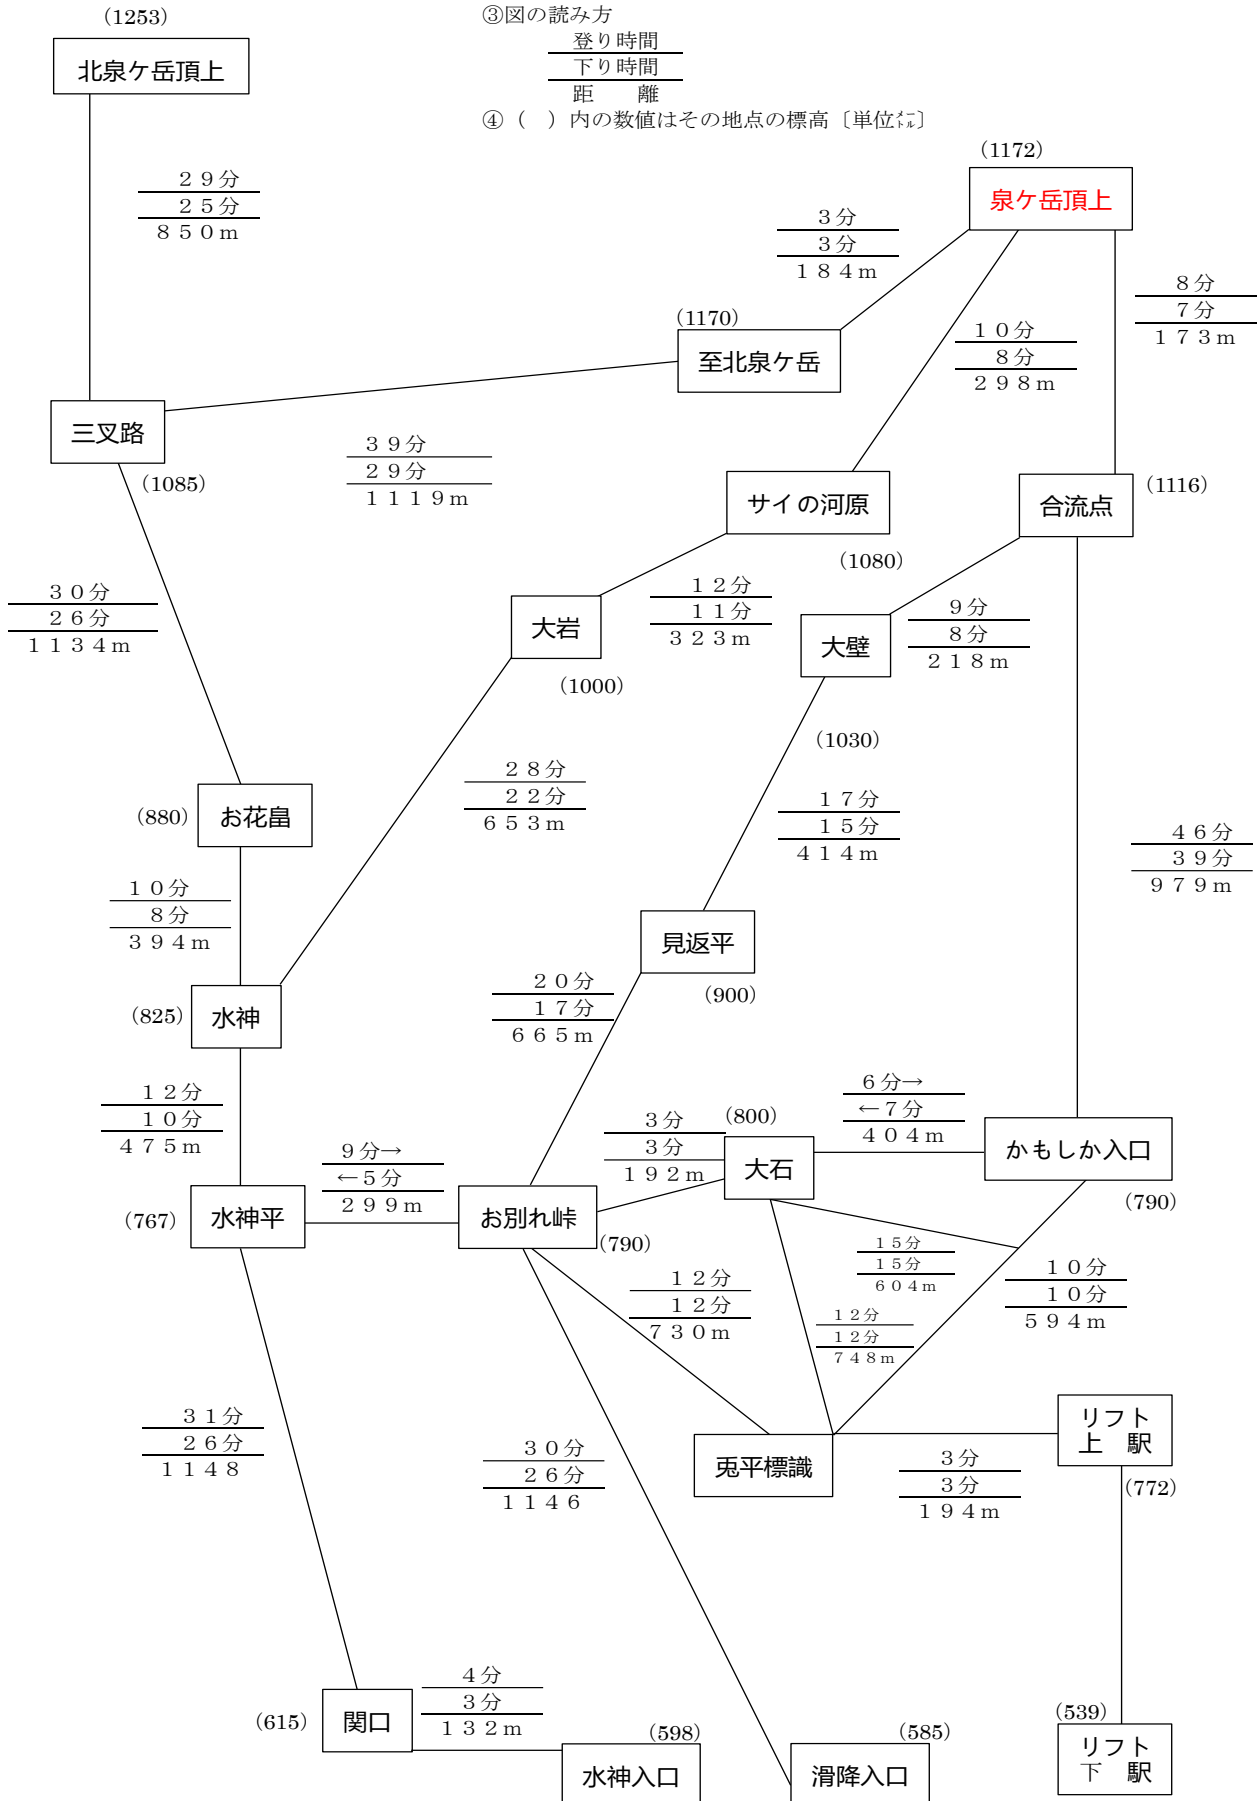 (1253)
北泉ケ岳頂上
③図の読み方
登り時間
下り時間
距　離
④（　）内の数値はその地点の標高〔単位㍍〕
(1172)
泉ケ岳頂上
２９分
２５分
８５０ｍ
３分
３分
１８４ｍ
８分
７分
１７３ｍ
(1170)
至北泉ケ岳
１０分
８分
２９８ｍ
三叉路
(1085)
３９分
２９分
１１１９ｍ
サイの河原
(1080)
合流点
(1116)
３０分
２６分
１１３４ｍ
大岩
(1000)
１２分
１１分
３２３ｍ
大壁
(1030)
９分
８分
２１８ｍ
２８分
２２分
６５３ｍ
(880)
お花畠
１７分
１５分
４１４ｍ
４６分
３９分
９７９ｍ
１０分
８分
３９４ｍ
見返平
(900)
(825)
水神
２０分
１７分
６６５ｍ
１２分
１０分
４７５ｍ
６分→
←７分
４０４ｍ
３分
３分
１９２ｍ
(800)
大石
かもしか入口
(790)
９分→
←５分
２９９ｍ
(767)
水神平
お別れ峠
(790)
１５分
１５分
６０４ｍ
１０分
１０分
５９４ｍ
１２分
１２分
７３０ｍ
１２分
１２分
７４８ｍ
３１分
２６分
１１４８
３０分
２６分
１１４６
兎平標識
３分
３分
１９４ｍ
リフト
上　駅
(772)
(615)
関口
４分
３分
１３２ｍ
(598)
水神入口
(585)
滑降入口
(539)
リフト
下　駅